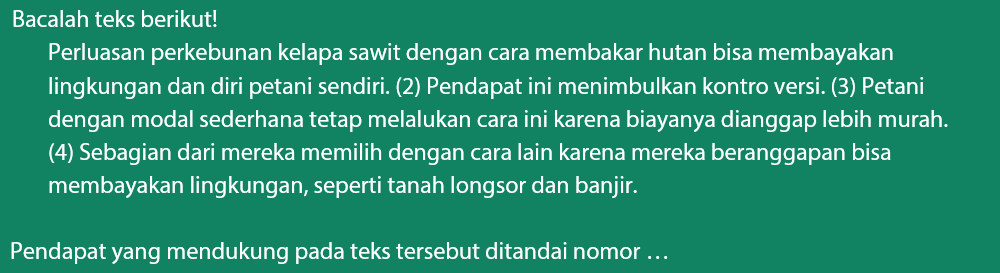 Bacalah teks berikut!
Perluasan perkebunan kelapa sawit dengan cara membakar hutan bisa membayakan
lingkungan dan diri petani sendiri. (2) Pendapat ini menimbulkan kontro versi. (3) Petani
dengan modal sederhana tetap melalukan cara ini karena biayanya dianggap lebih murah.
(4) Sebagian dari mereka memilih dengan cara lain karena mereka beranggapan bisa
membayakan lingkungan, seperti tanah longsor dan banjir.
Pendapat yang mendukung pada teks tersebut ditandai nomor …